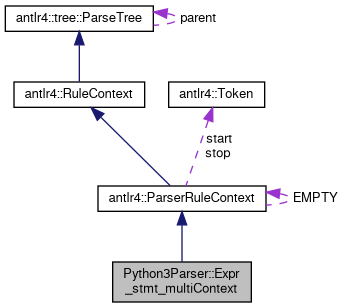 antlr4::tree::ParseTree
parent
antlr4::RuleContext
antlr4::Token
start
stop
antlr4::ParserRuleContext
EMPTY
Python3Parser::Expr
_stmt_multiContext